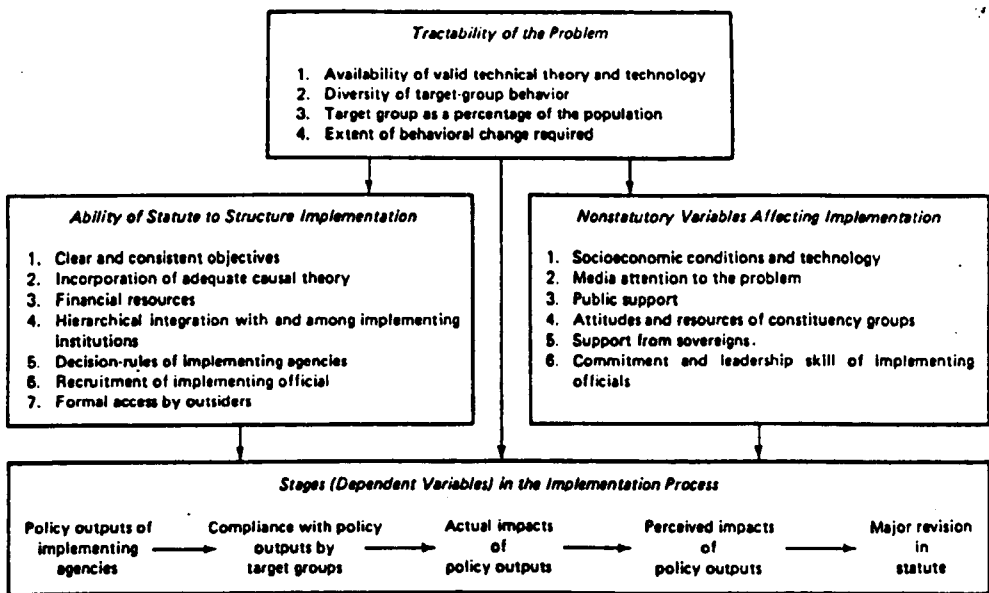 Tractability of the Problem
1. Availability of valid technical theory and technology
2. Diversity of target-group behavior
3. Target group as a percentage of the population
4. Extent of behavioral change required
Ability of Statute to Structure Implementation
1. Clear and consistent objectives
2. Incorporation of adequate causal theory
3. Financial resources
4. Hierarchical integration with and among implementing
institutions
5. Decision-rules of implementing agencies
6. Recruitment of implementing official
7. Formal access by outsiders
Nonstatutory Variables Affecting Implementation
1. Socioeconomic conditions and technology
2. Media attention to the problem
3. Public support
4. Attitudes and resources of constituency groups
5. Support from sovereigns.
6. Commitment and leadership skill of implementing
officials
Stages (Dependent Variables) in the Implementation Process
Policy outputs of
implementing
agencies
Compliance with policy
outputs by
target groups
Actual impacts
of
policy outputs
Perceived impacts
of
policy outputs
Major revision
in
statute